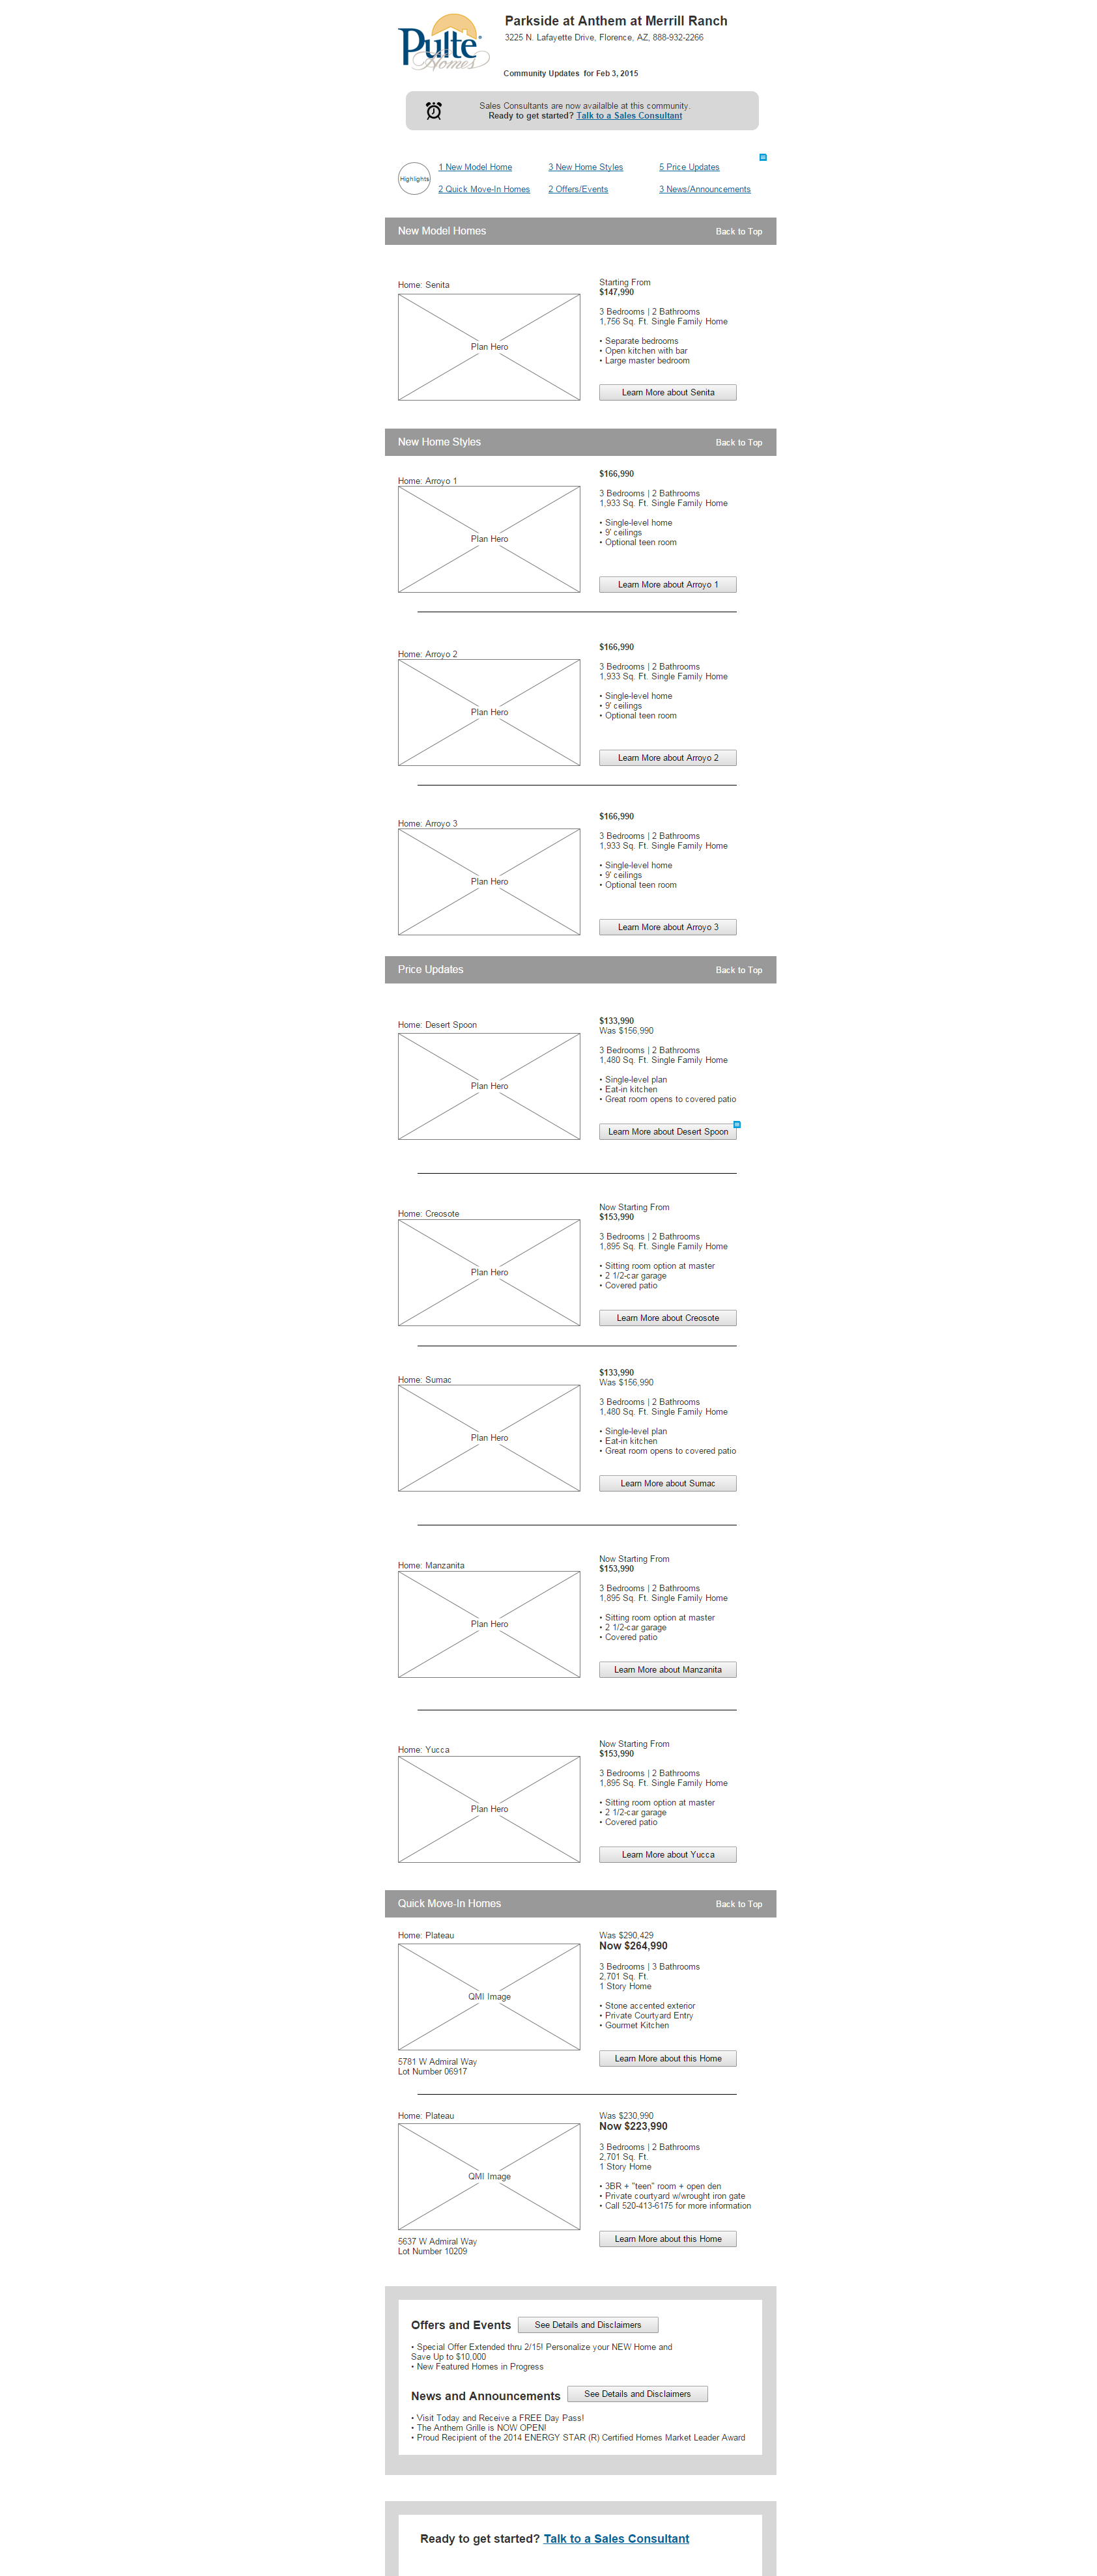 Pulte
Homes
Parkside at Anthem at Merrill Ranch
3225 N. Lafayette Drive, Florence, AZ, 888-932-2266
Community Updates for Feb 3, 2015
Sales Consultants are now availalble at this community.
Ready to get started? Talk to a Sales Consultant
Highlights
1 New Model Home 3 New Home Styles 5 Price Updates
2 Quick Move-In Homes 2 Offers/Events 3 News/Announcements
New Model Homes Back to Top
Home: Senita
Plan Hero
Starting From
$147,990
3 Bedrooms | 2 Bathrooms
1,756 Sq. Ft. Single Family Home
• Separate bedrooms
• Open kitchen with bar
• Large master bedroom
Learn More about Senita
New Home Styles Back to Top
Home: Arroyo 1
Plan Hero
$166,990
3 Bedrooms | 2 Bathrooms
1,933 Sq. Ft. Single Family Home
• Single-level home
• 9' ceilings
• Optional teen room
Learn More about Arroyo 1
Home: Arroyo 2
Plan Hero
$166,990
3 Bedrooms | 2 Bathrooms
1,933 Sq. Ft. Single Family Home
• Single-level home
• 9' ceilings
• Optional teen room
Learn More about Arroyo 2
Home: Arroyo 3
Plan Hero
$166,990
3 Bedrooms | 2 Bathrooms
1,933 Sq. Ft. Single Family Home
• Single-level home
• 9' ceilings
• Optional teen room
Learn More about Arroyo 3
Price Updates Back to Top
Home: Desert Spoon
Plan Hero
$133,990
Was $156,990
3 Bedrooms | 2 Bathrooms
1,480 Sq. Ft. Single Family Home
• Single-level plan
• Eat-in kitchen
• Great room opens to covered patio
Learn More about Desert Spoon
Home: Creosote
Plan Hero
Now Starting From
$153,990
3 Bedrooms | 2 Bathrooms
1,895 Sq. Ft. Single Family Home
• Sitting room option at master
• 2 1/2-car garage
• Covered patio
Learn More about Creosote
Home: Sumac
Plan Hero
$133,990
Was $156,990
3 Bedrooms | 2 Bathrooms
1,480 Sq. Ft. Single Family Home
• Single-level plan
• Eat-in kitchen
• Great room opens to covered patio
Learn More about Sumac
Home: Manzanita
Plan Hero
Now Starting From
$153,990
3 Bedrooms | 2 Bathrooms
1,895 Sq. Ft. Single Family Home
• Sitting room option at master
• 2 1/2-car garage
• Covered patio
Learn More about Manzanita
Home: Yucca
Plan Hero
Now Starting From
$153,990
3 Bedrooms | 2 Bathrooms
1,895 Sq. Ft. Single Family Home
• Sitting room option at master
• 2 1/2-car garage
• Covered patio
Learn More about Yucca
Quick Move-In Homes Back to Top
Home: Plateau
QMI Image
5781 W Admiral Way
Lot Number 06917
Was $290,429
Now $264,990
3 Bedrooms | 3 Bathrooms
2,701 Sq. Ft.
1 Story Home
• Stone accented exterior
• Private Courtyard Entry
• Gourmet Kitchen
Learn More about this Home
Home: Plateau
QMI Image
5637 W Admiral Way
Lot Number 10209
Was $230,990
Now $223,990
3 Bedrooms | 2 Bathrooms
2,701 Sq. Ft.
1 Story Home
• 3BR + "teen" room + open den
• Private courtyard w/wrought iron gate
• Call 520-413-6175 for more information
Learn More about this Home
Offers and Events See Details and Disclaimers
• Special Offer Extended thru 2/15! Personalize your NEW Home and
Save Up to $10,000
• New Featured Homes in Progress
News and Announcements See Details and Disclaimers
• Visit Today and Receive a FREE Day Pass!
• The Anthem Grille is NOW OPEN!
• Proud Recipient of the 2014 ENERGY STAR (R) Certified Homes Market Leader Award
Ready to get started? Talk to a Sales Consultant